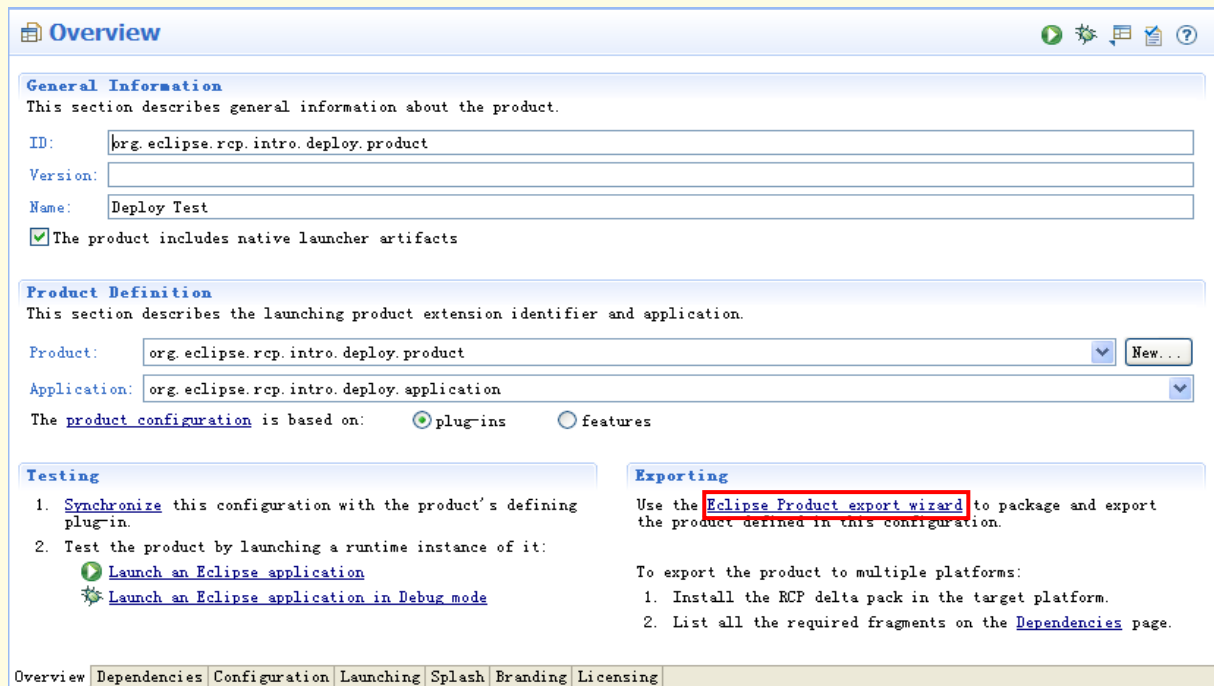 Overview
General Information
This section describes general information about the product.
ID: org.eclipse.rcp.intro.deploy.product
Version:
Name: Deploy Test
The product includes native launcher artifacts
Product Definition
This section describes the launching product extension identifier and application.
Product: org.eclipse.rcp.intro.deploy.product New...
Application: org.eclipse.rcp.intro.deploy.application
The product configuration is based on: plug-ins features
Testing
1. Synchronize this configuration with the product's defining
plug-in.
2. Test the product by launching a runtime instance of it:
Launch an Eclipse application
Launch an Eclipse application in Debug mode
Exporting
Use the Eclipse Product export wizard to package and export
the product defined in this configuration.
To export the product to multiple platforms:
1. Install the RCP delta pack in the target platform.
2. List all the required fragments on the Dependencies page.
Overview Dependencies Configuration Launching Splash Branding Licensing